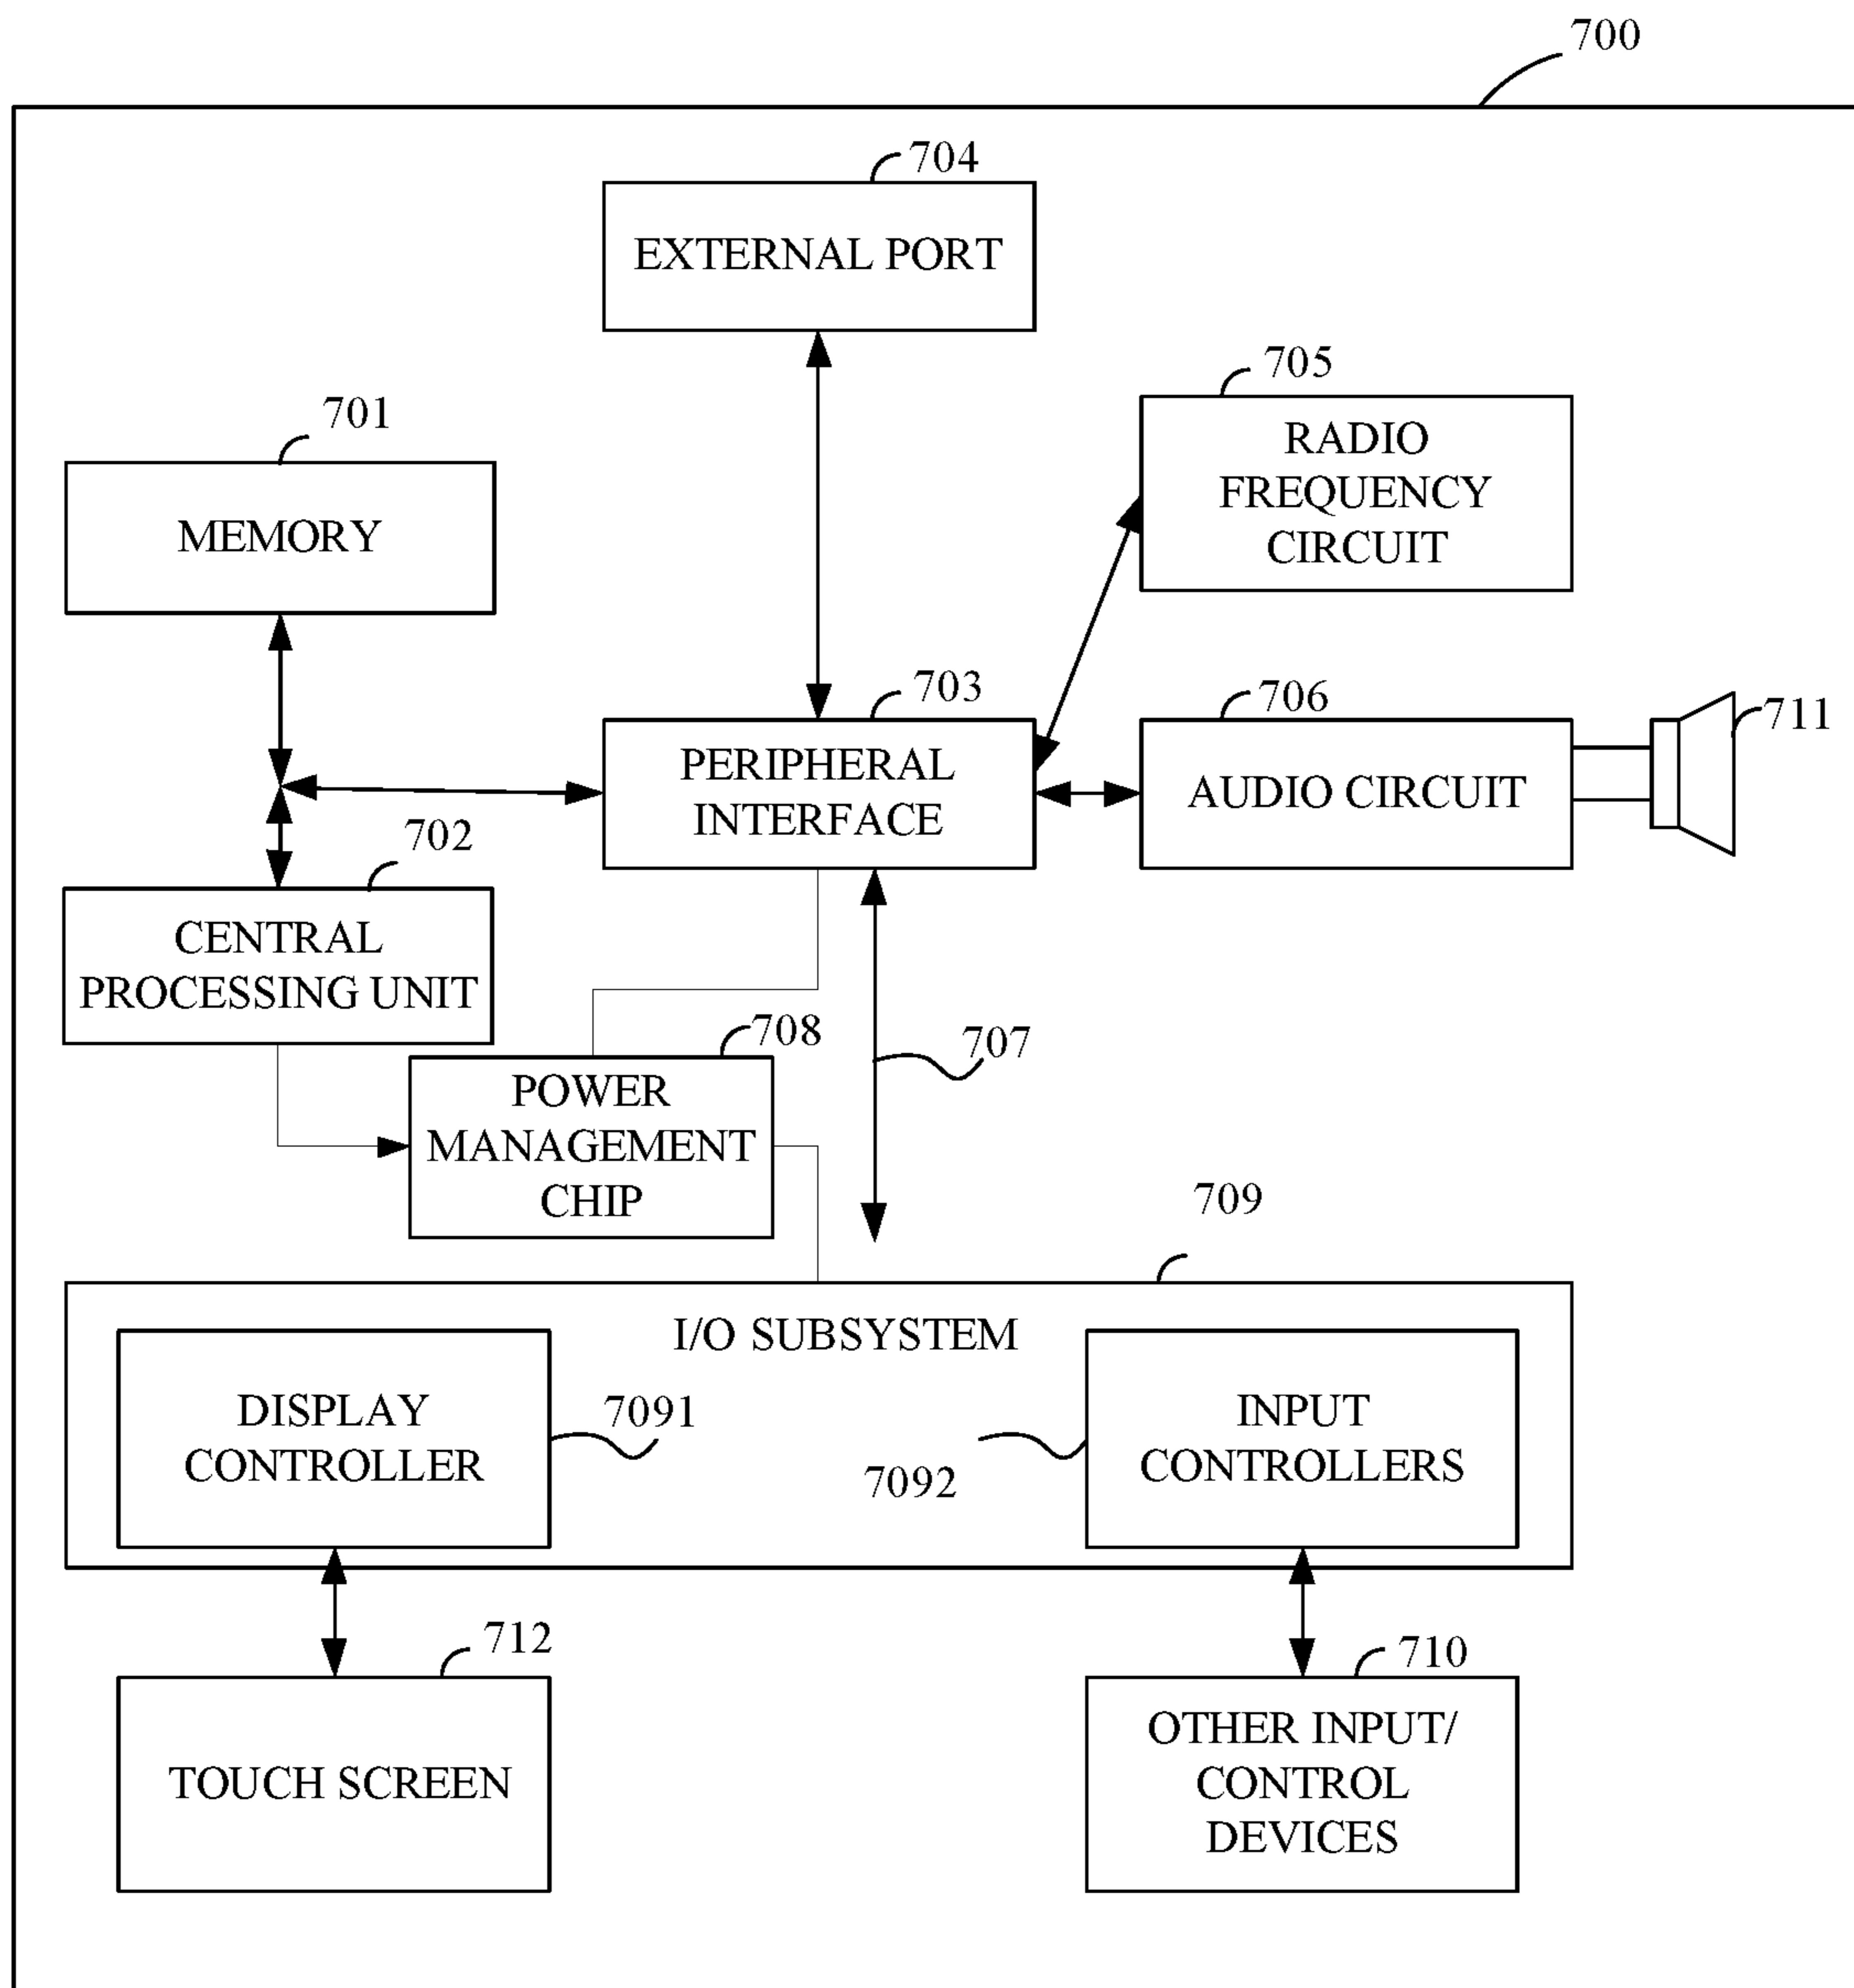 700
704
EXTERNAL PORT
705
RADIO
FREQUENCY
CIRCUIT
701
MEMORY
703
PERIPHERAL
INTERFACE
706
AUDIO CIRCUIT
711
702
CENTRAL
PROCESSING UNIT
708
POWER
MANAGEMENT
CHIP
707
709
I/O SUBSYSTEM
DISPLAY
CONTROLLER
7091
7092
INPUT
CONTROLLERS
712
TOUCH SCREEN
710
OTHER INPUT/
CONTROL
DEVICES